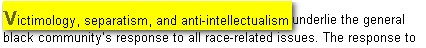 Victimology, separatism, and anti-intellectualism underlie the general
black community's response to all race-related issues. The response to